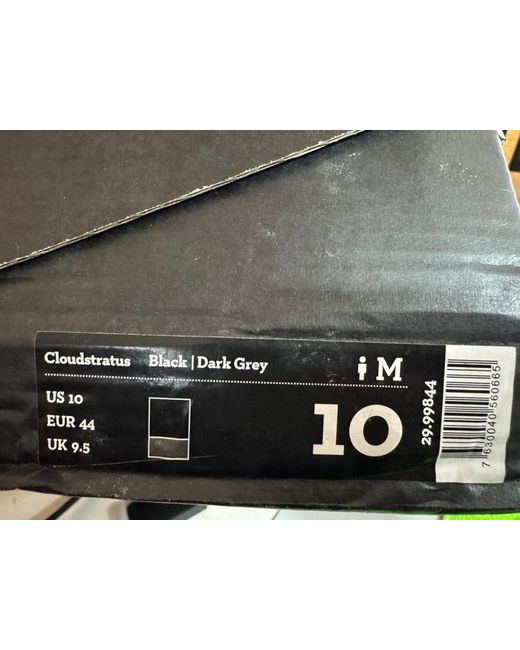 Cloudstratus Black | Dark Grey
M
US 10
EUR 44
UK 9.5
10
29.99844
7 630040 560665